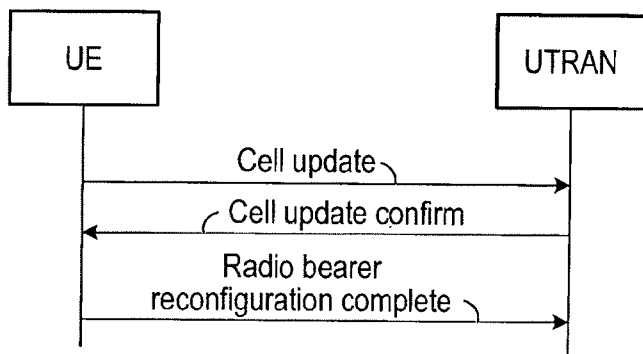 UE
UTRAN
Cell update
Cell update confirm
Radio bearer
reconfiguration complete